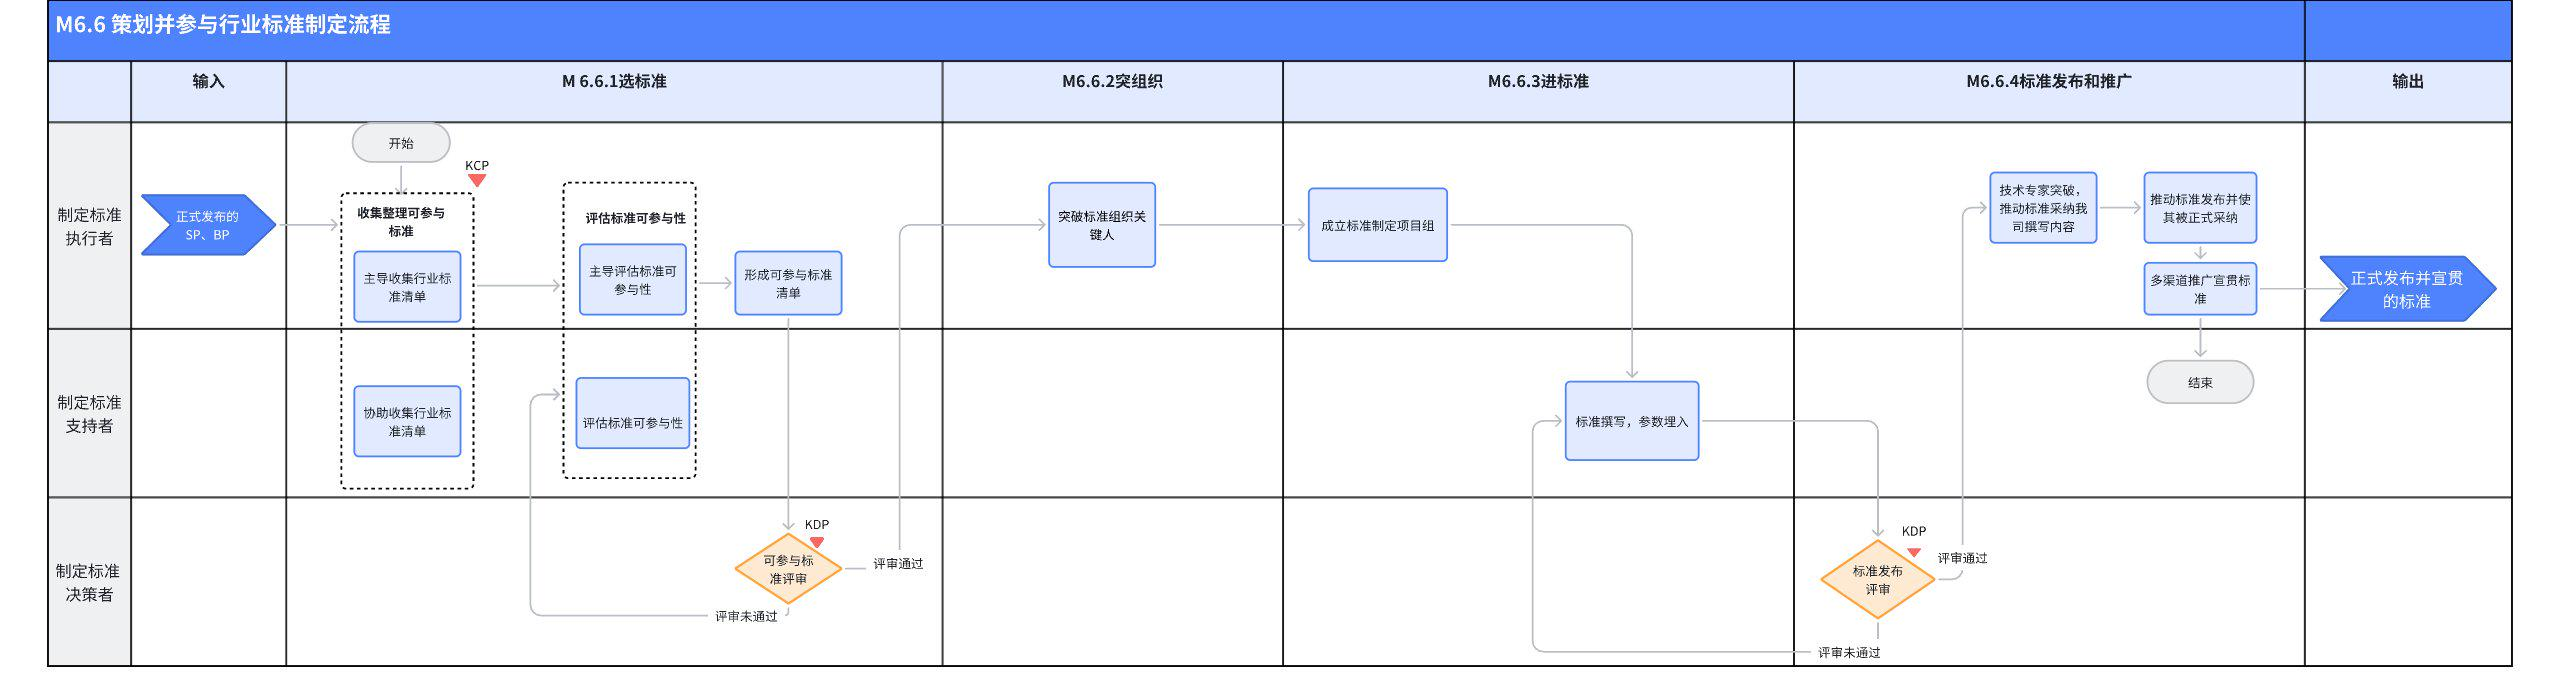 M6.6 策划并参与行业标准制定流程
输入
M 6.6.1选标准
M6.6.2突组织
M6.6.3进标准
M6.6.4标准发布和推广
输出
制定标准
执行者
正式发布的
SP、BP
开始
KCP
收集整理可参与
标准
主导收集行业标
准清单
评估标准可参与性
主导评估标准可
参与性
形成可参与标准
清单
突破标准组织关
键人
成立标准制定项目组
技术专家突破，
推动标准采纳我
司撰写内容
推动标准发布并使
其被正式采纳
多渠道推广宣贯标
准
正式发布并宣贯
的标准
制定标准
支持者
协助收集行业标
准清单
评估标准可参与性
标准撰写，参数埋入
结束
制定标准
决策者
KDP
可参与标
准评审
评审通过
评审未通过
KDP
标准发布
评审
评审通过
评审未通过